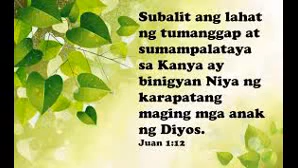 Subalit ang lahat
ng tumanggap at
sumampalataya
sa Kanya ay
binigyan Niya ng
karapatang
maging mga anak
ng Diyos.
Juan 1:12